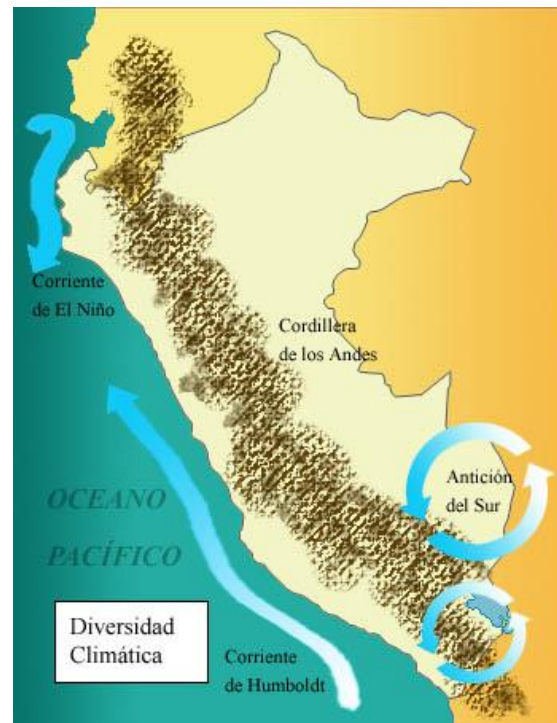 Corriente
de El Niño
Cordillera
de los Andes
Antición
del Sur
OCEANO
PACÍFICO
Diversidad
Climática
Corriente
de Humboldt